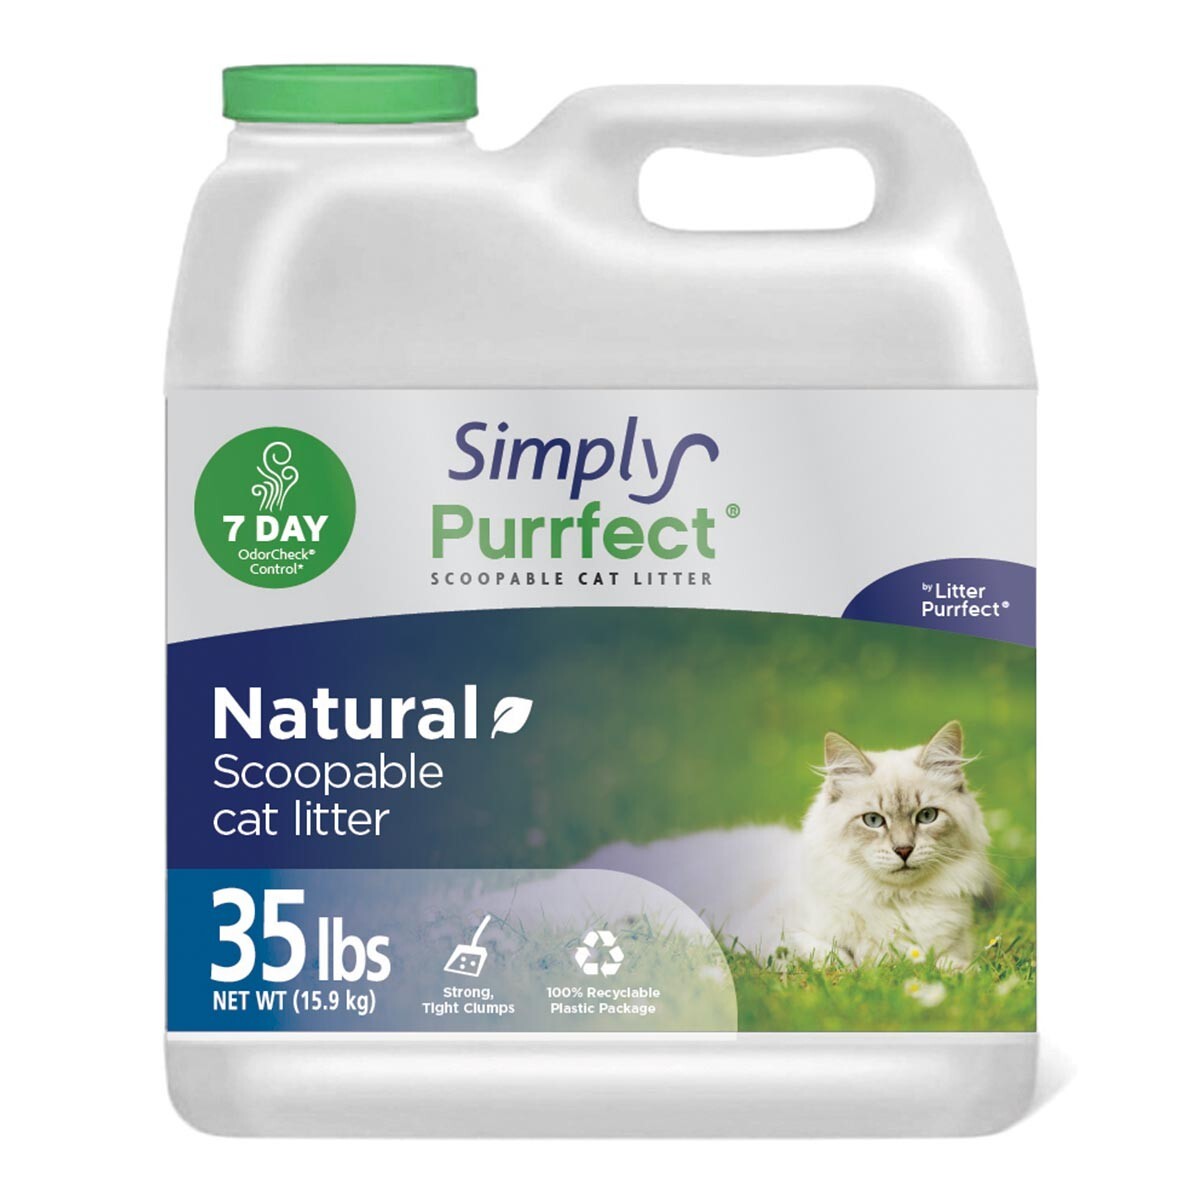 Simply
Purrfect®
SCOOPABLE CAT LITTER
7 DAY
OdorCheck®
Control*
by Litter
Purrfect®
Natural
Scoopable
cat litter
35 lbs
NET WT (15.9 kg)
Strong,
Tight Clumps
100% Recyclable
Plastic Package